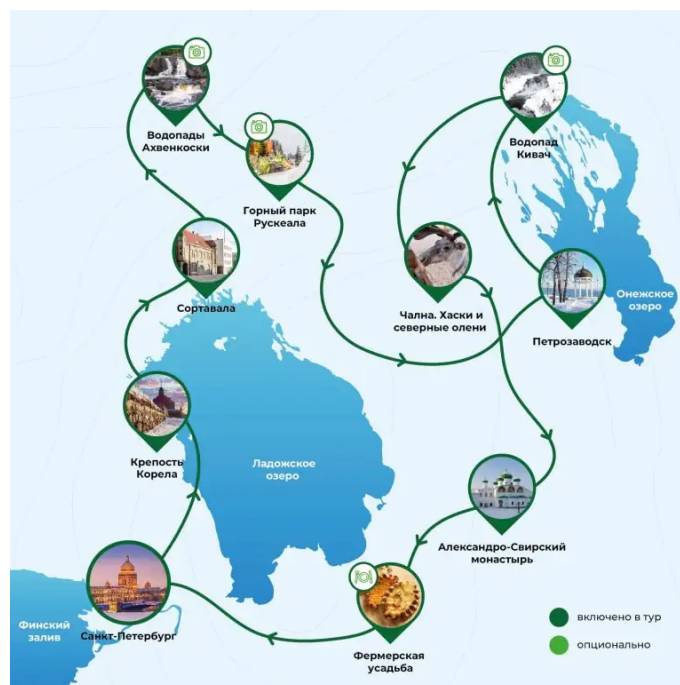 Водопады
Ахвенкоски
Водопад
Кивач
Горный парк
Рускеала
Сортавала
Чална. Хаски и
северные олени
Онежское
озеро
Петрозаводск
Крепость
Корела
Ладожское
озеро
Александро-Свирский
монастырь
Финский
залив
Санкт-Петербург
Фермерская
усадьба
включено в тур
опционально